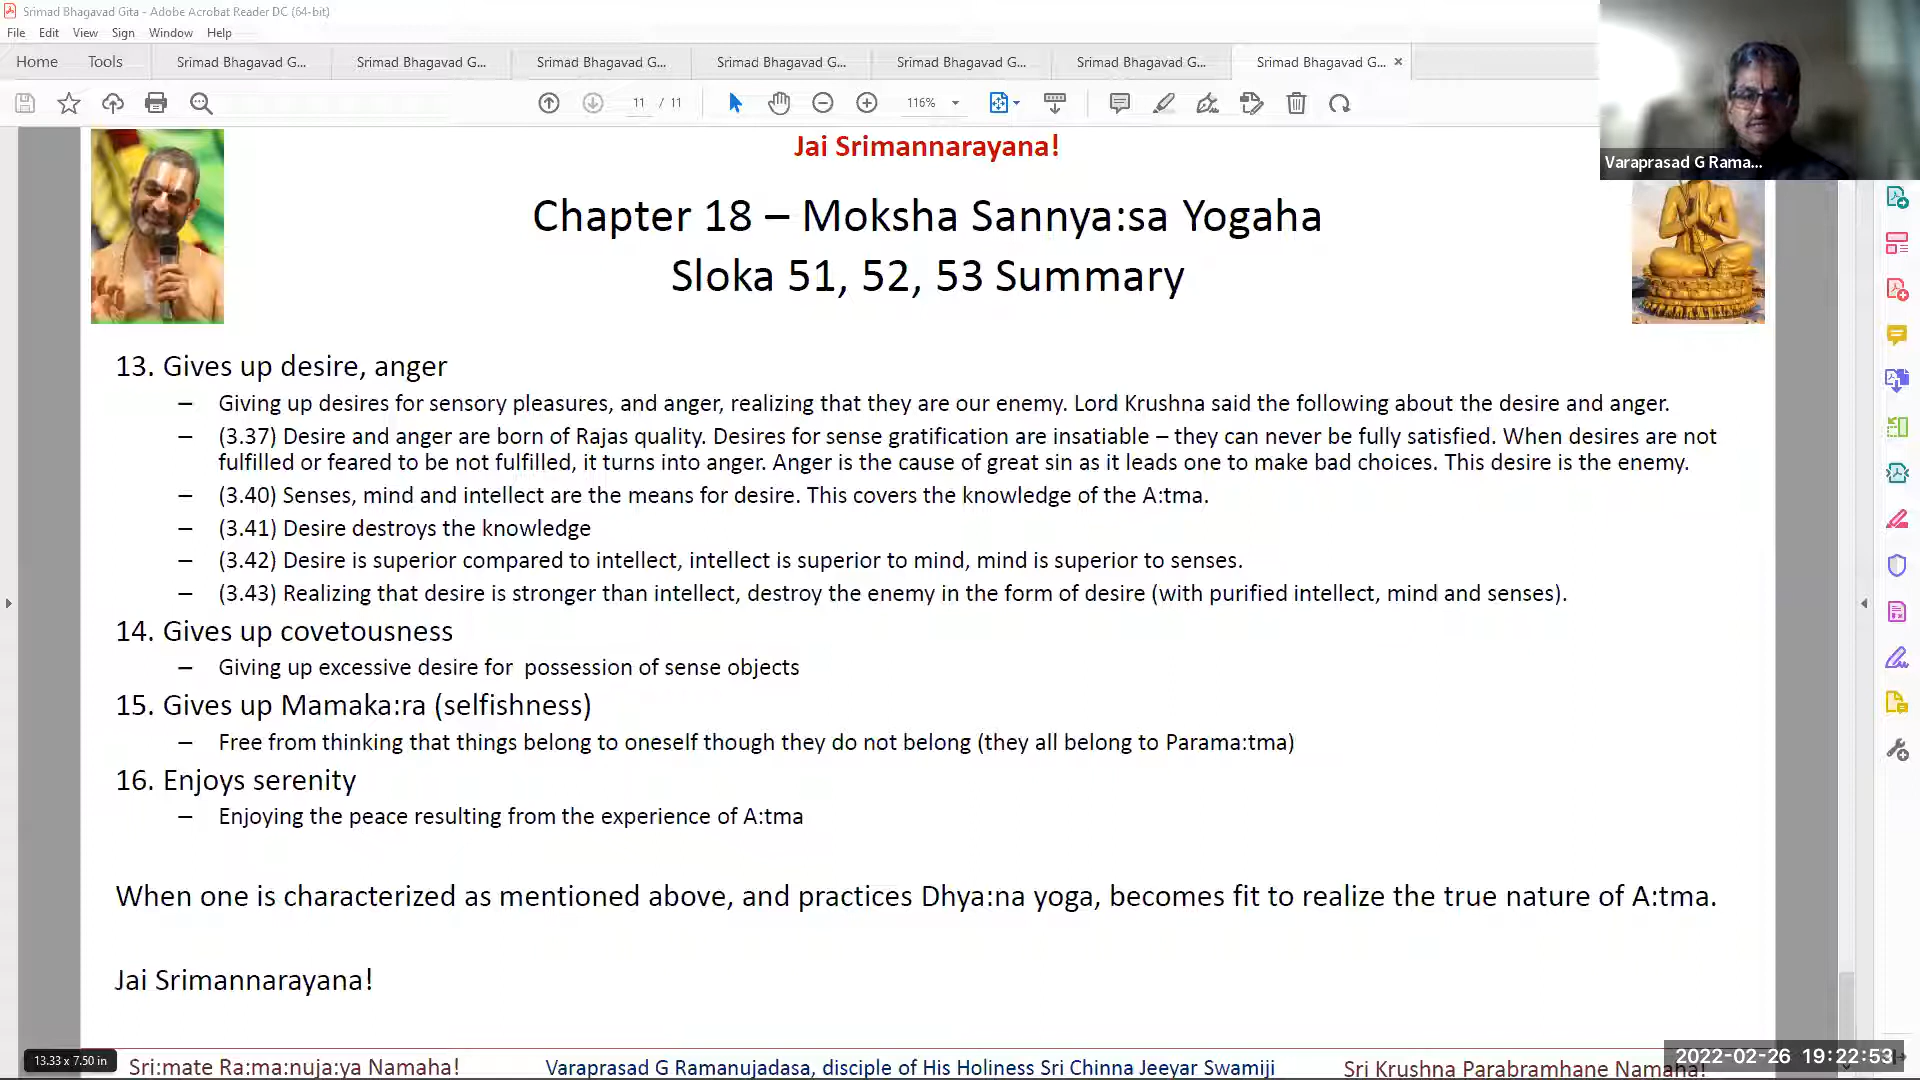 Srimad Bhagavad Gita - Adobe Acrobat Reader DC (64-bit)
File Edit View Sign Window Help
Home Tools Srimad Bhagavad G... Srimad Bhagavad G... Srimad Bhagavad G... Srimad Bhagavad G... Srimad Bhagavad G... Srimad Bhagavad G... Srimad Bhagavad G... ×
11 / 11 116%
Varaprasad G Rama...
Jai Srimannarayana!
Chapter 18 – Moksha Sannya:sa Yogaha
Sloka 51, 52, 53 Summary
13. Gives up desire, anger
– Giving up desires for sensory pleasures, and anger, realizing that they are our enemy. Lord Krushna said the following about the desire and anger.
– (3.37) Desire and anger are born of Rajas quality. Desires for sense gratification are insatiable – they can never be fully satisfied. When desires are not
fulfilled or feared to be not fulfilled, it turns into anger. Anger is the cause of great sin as it leads one to make bad choices. This desire is the enemy.
– (3.40) Senses, mind and intellect are the means for desire. This covers the knowledge of the A:tma.
– (3.41) Desire destroys the knowledge
– (3.42) Desire is superior compared to intellect, intellect is superior to mind, mind is superior to senses.
– (3.43) Realizing that desire is stronger than intellect, destroy the enemy in the form of desire (with purified intellect, mind and senses).
14. Gives up covetousness
– Giving up excessive desire for possession of sense objects
15. Gives up Mamaka:ra (selfishness)
– Free from thinking that things belong to oneself though they do not belong (they all belong to Parama:tma)
16. Enjoys serenity
– Enjoying the peace resulting from the experience of A:tma
When one is characterized as mentioned above, and practices Dhya:na yoga, becomes fit to realize the true nature of A:tma.
Jai Srimannarayana!
13.33 x 7.50 in
Sri:mate Ra:ma:nuja:ya Namaha! Varaprasad G Ramanujadasa, disciple of His Holiness Sri Chinna Jeeyar Swamiji Sri Krushna Parabramhane Namaha!
2022-02-26 19:22:53